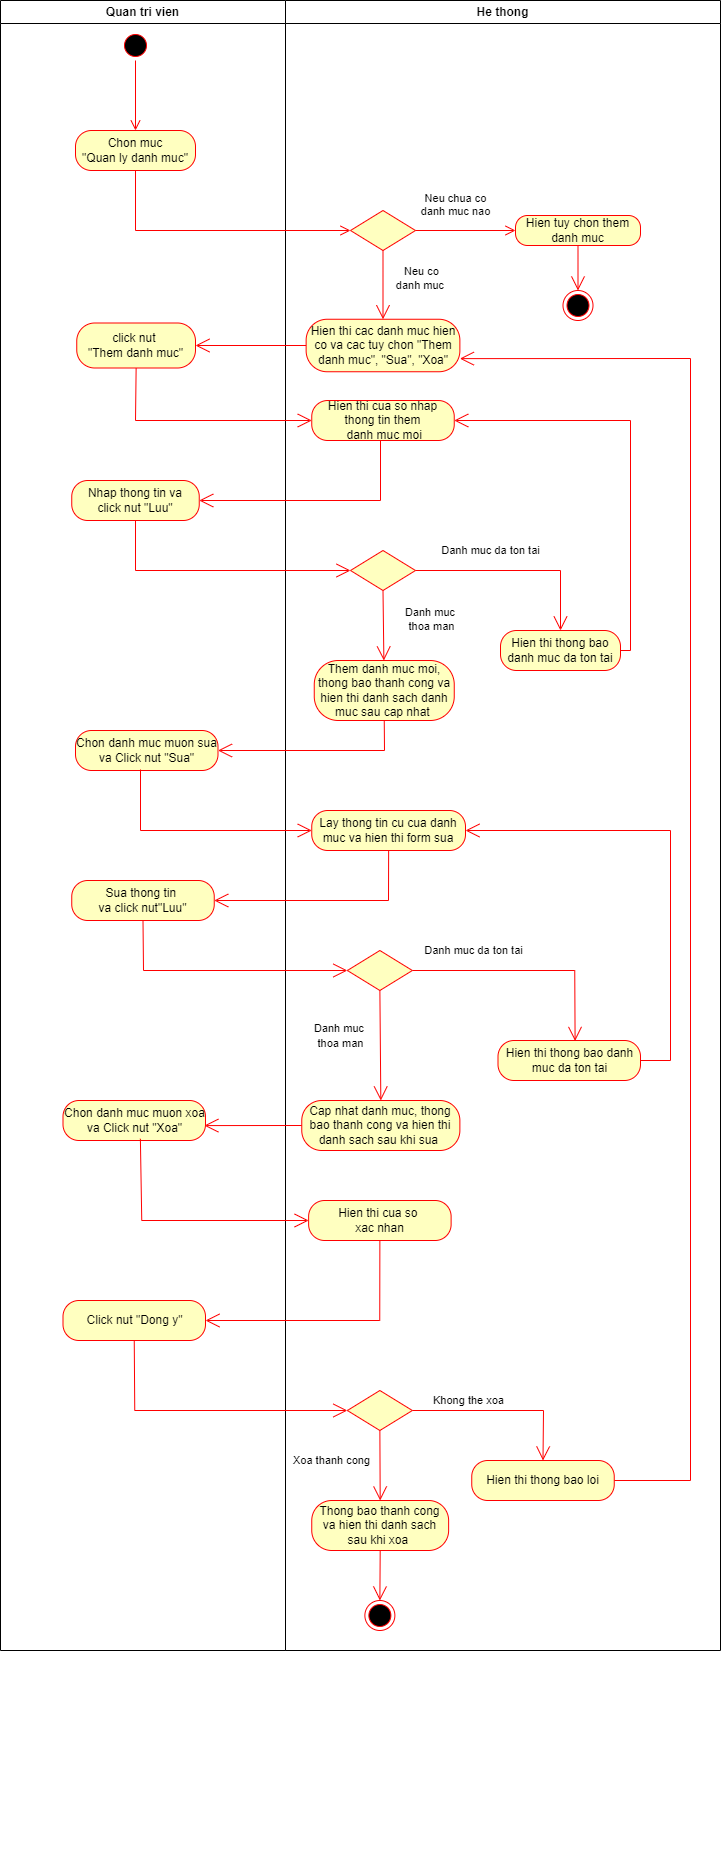 Quan tri vien
He thong
Chon muc
"Quan ly danh muc"
Neu chua co
danh muc nao
Hien tuy chon them
danh muc
Neu co
danh muc
click nut
"Them danh muc"
Hien thi cac danh muc hien
co va cac tuy chon "Them
danh muc", "Sua", "Xoa"
Hien thi cua so nhap
thong tin them
danh muc moi
Nhap thong tin va
click nut "Luu"
Danh muc da ton tai
Danh muc
thoa man
Hien thi thong bao
danh muc da ton tai
Them danh muc moi,
thong bao thanh cong va
hien thi danh sach danh
muc sau cap nhat
Chon danh muc muon sua
va Click nut "Sua"
Lay thong tin cu cua danh
muc va hien thi form sua
Sua thong tin
va click nut"Luu"
Danh muc da ton tai
Danh muc
thoa man
Hien thi thong bao danh
muc da ton tai
Chon danh muc muon xoa
va Click nut "Xoa"
Cap nhat danh muc, thong
bao thanh cong va hien thi
danh sach sau khi sua
Hien thi cua so
xac nhan
Click nut "Dong y"
Khong the xoa
Xoa thanh cong
Hien thi thong bao loi
Thong bao thanh cong
va hien thi danh sach
sau khi xoa